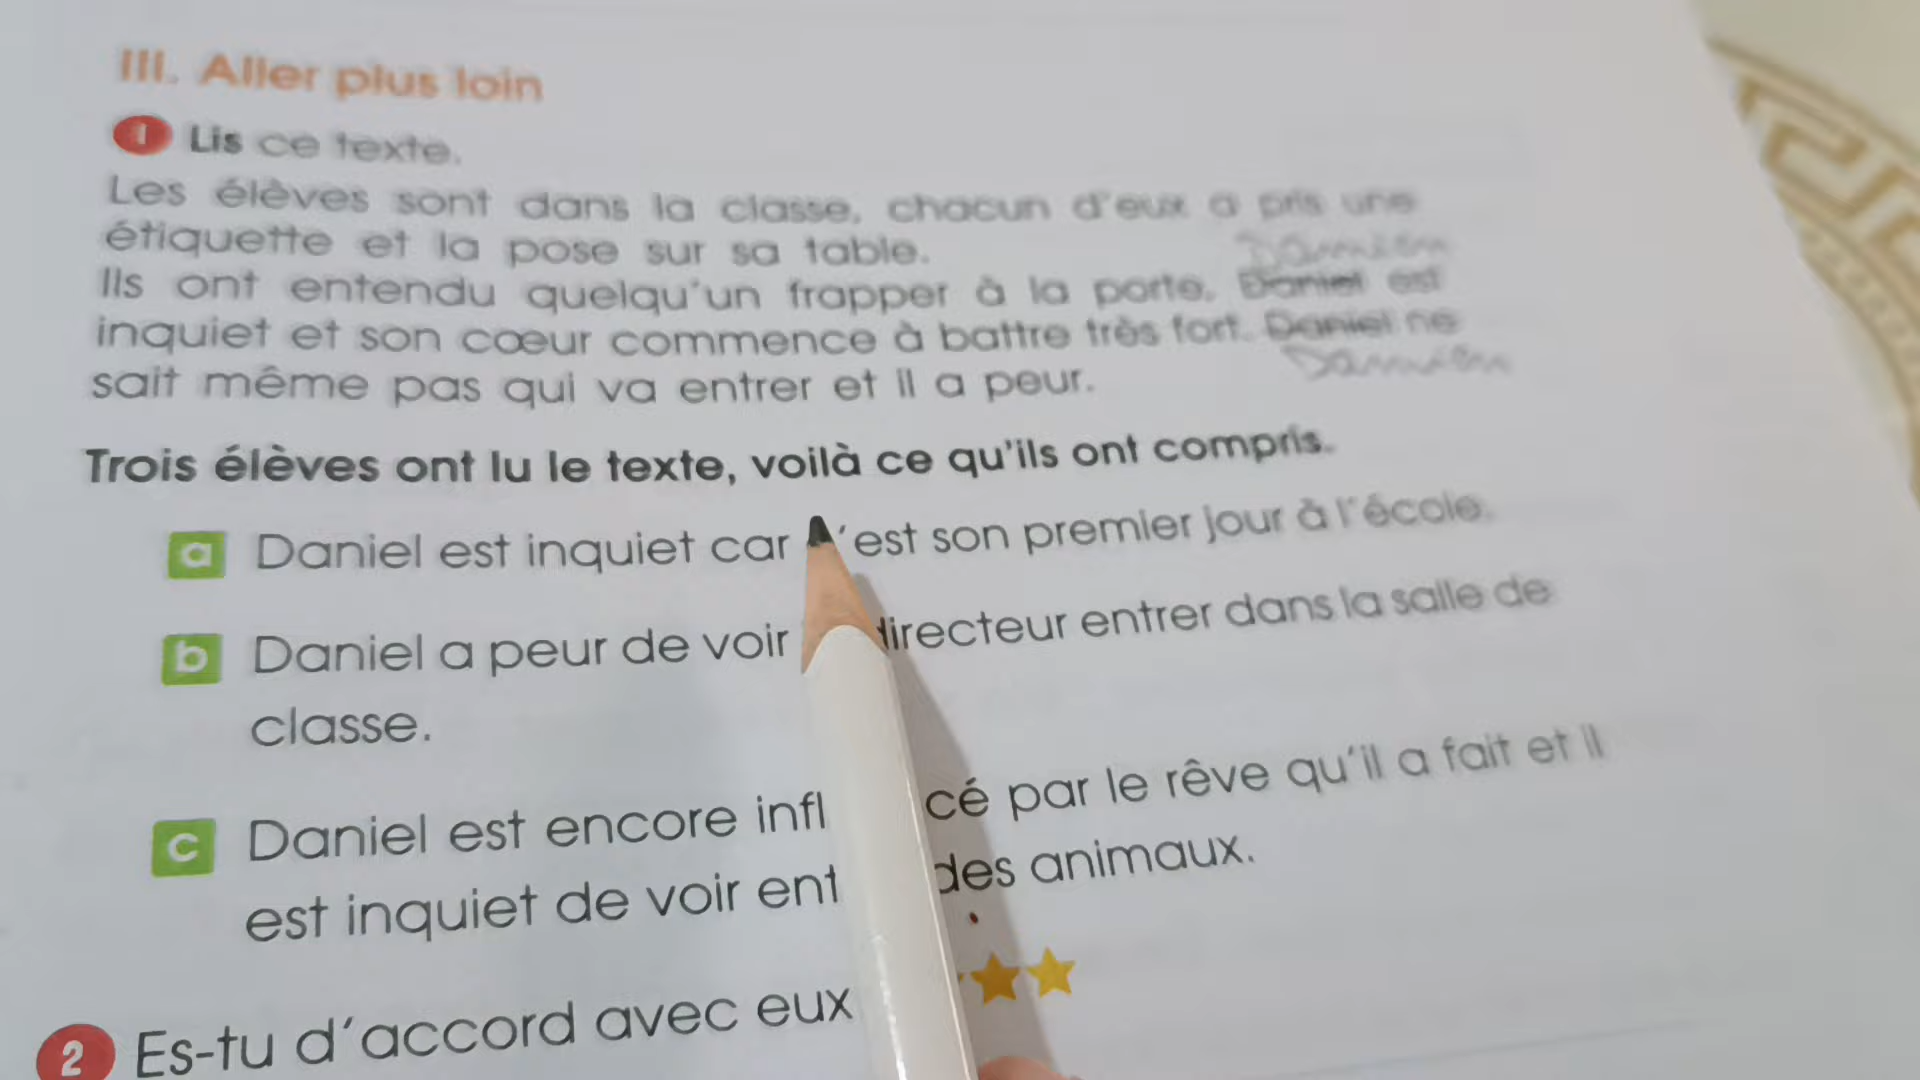 III. Aller plus loin
1 Lis ce texte.
Les élèves sont dans la classe, chacun d'eux a pris une
étiquette et la pose sur sa table.
Damien
Ils ont entendu quelqu'un frapper à la porte. Daniel est
inquiet et son cœur commence à battre très fort. Daniel ne
Damien
sait même pas qui va entrer et il a peur.
Trois élèves ont lu le texte, voilà ce qu'ils ont compris.
a Daniel est inquiet car 'est son premier jour à l'école.
b Daniel a peur de voir directeur entrer dans la salle de
classe.
c Daniel est encore infl cé par le rêve qu'il a fait et il
est inquiet de voir ent des animaux.
2 Es-tu d'accord avec eux